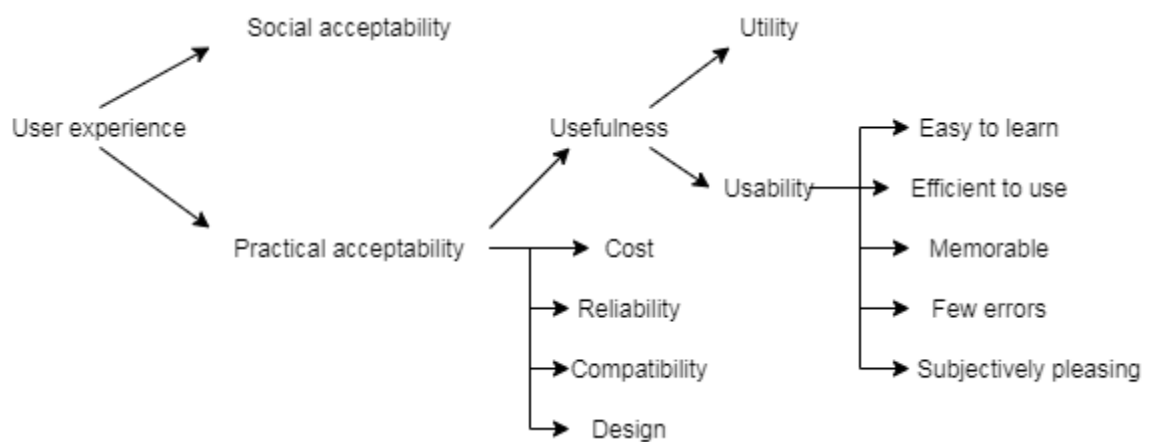 Social acceptability
Utility
User experience
Usefulness
Easy to learn
Usability
Efficient to use
Practical acceptability
Cost
Memorable
Reliability
Few errors
Compatibility
Subjectively pleasing
Design